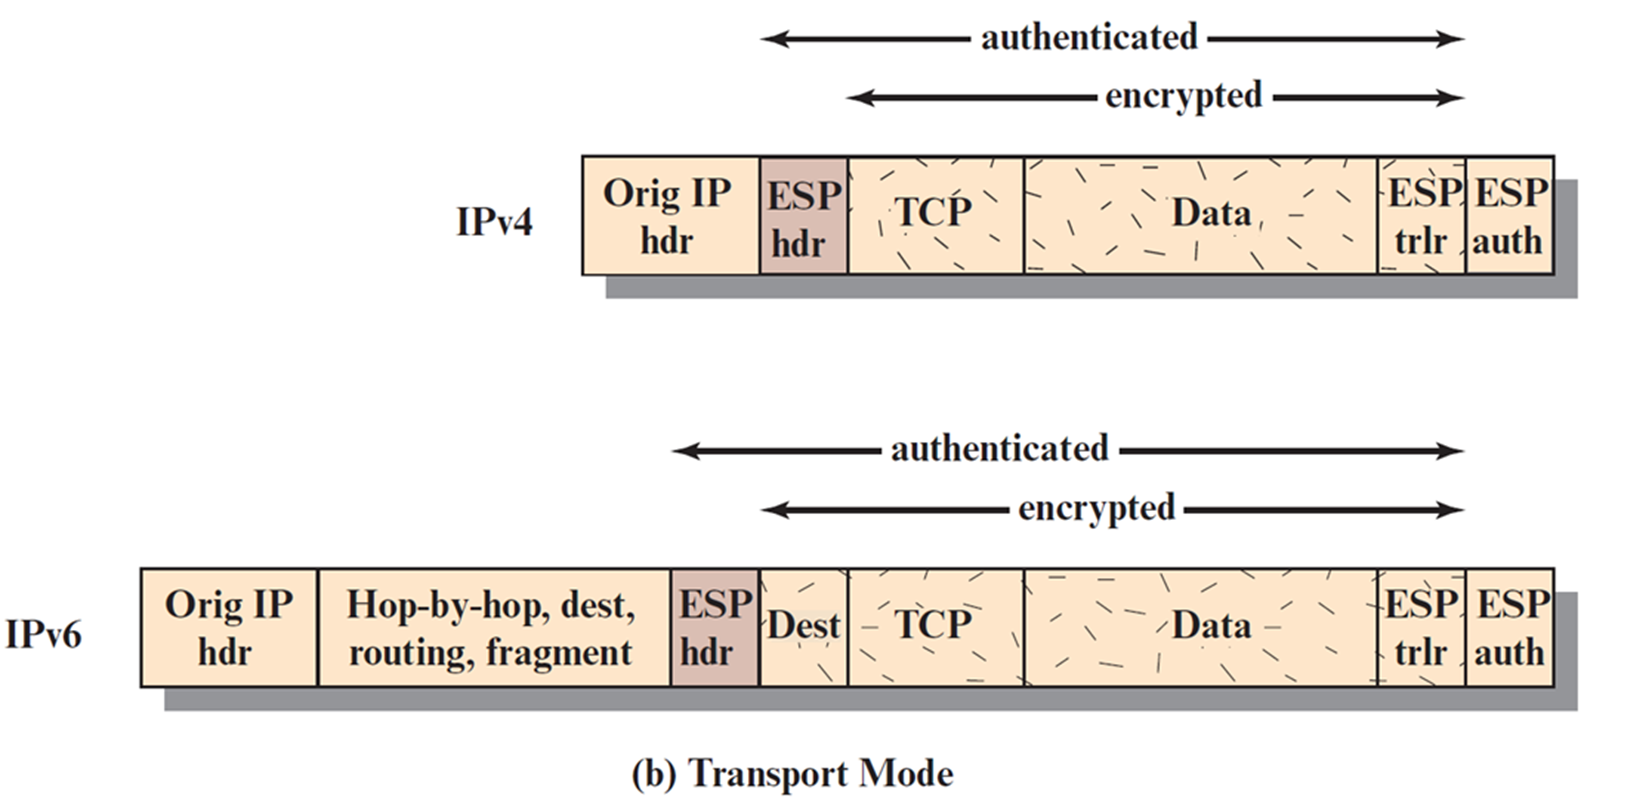 authenticated
encrypted
IPv4
Orig IP
hdr
ESP
hdr
TCP
Data
ESP
trlr
ESP
auth
authenticated
encrypted
IPv6
Orig IP
hdr
Hop-by-hop, dest,
routing, fragment
ESP
hdr
Dest
TCP
Data
ESP
trlr
ESP
auth
(b) Transport Mode